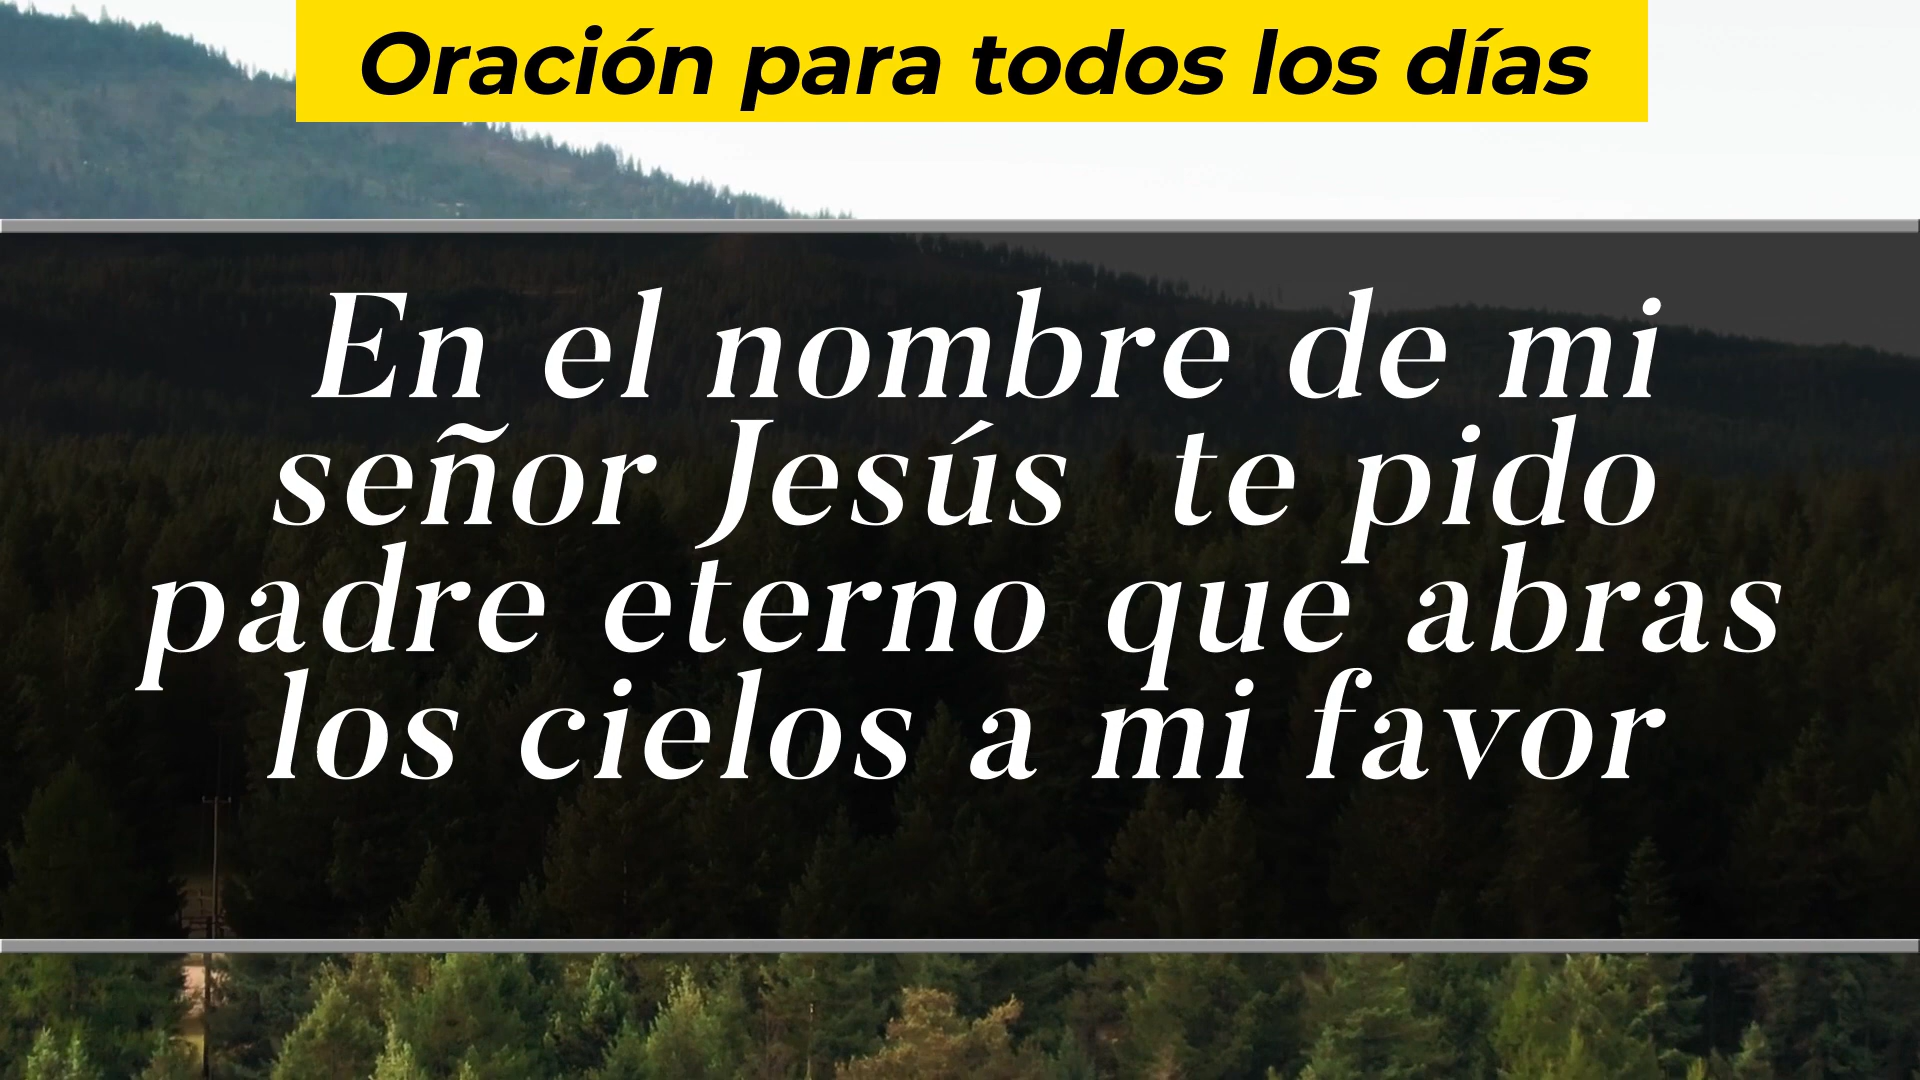 Oración para todos los días
En el nombre de mi
señor Jesús te pido
padre eterno que abras
los cielos a mi favor